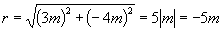 r = √((3m)² + (−4m)²) = 5|m| = −5m